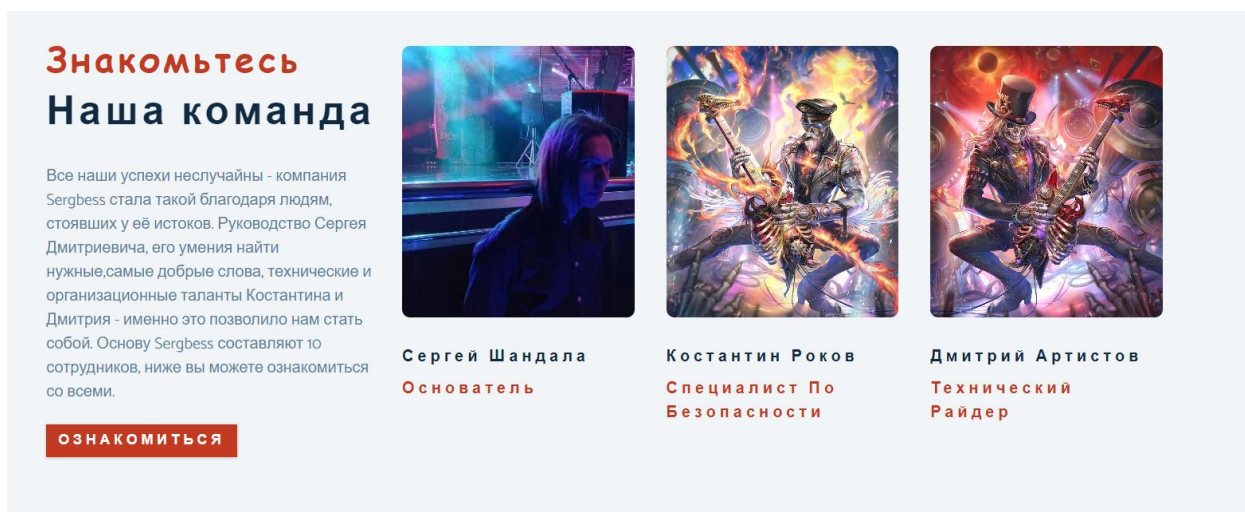 Знакомьтесь
Наша команда
Все наши успехи неслучайны - компания
Sergbess стала такой благодаря людям,
стоявших у её истоков. Руководство Сергея
Дмитриевича, его умения найти
нужные,самые добрые слова, технические и
организационные таланты Костантина и
Дмитрия - именно это позволило нам стать
собой. Основу Sergbess составляют 10
сотрудников, ниже вы можете ознакомиться
со всеми.
ОЗНАКОМИТЬСЯ
Сергей Шандала
Основатель
Костантин Роков
Специалист По
Безопасности
Дмитрий Артистов
Технический
Райдер